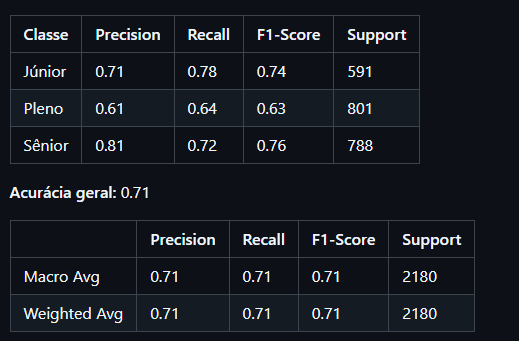 Classe Precision Recall F1-Score Support
Júnior 0.71 0.78 0.74 591
Pleno 0.61 0.64 0.63 801
Sênior 0.81 0.72 0.76 788
Acurácia geral: 0.71
Precision Recall F1-Score Support
Macro Avg 0.71 0.71 0.71 2180
Weighted Avg 0.71 0.71 0.71 2180